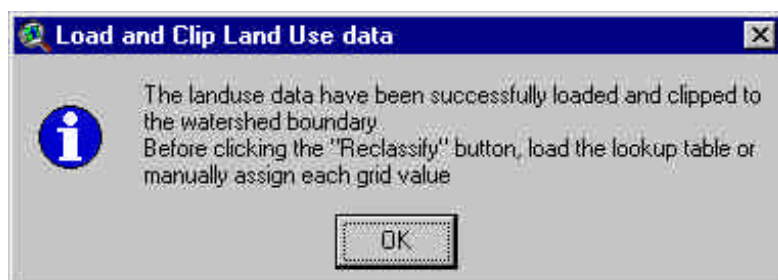 Load and Clip Land Use data
The landuse data have been successfully loaded and clipped to
the watershed boundary
Before clicking the "Reclassify" button, load the lookup table or
manually assign each grid value
OK